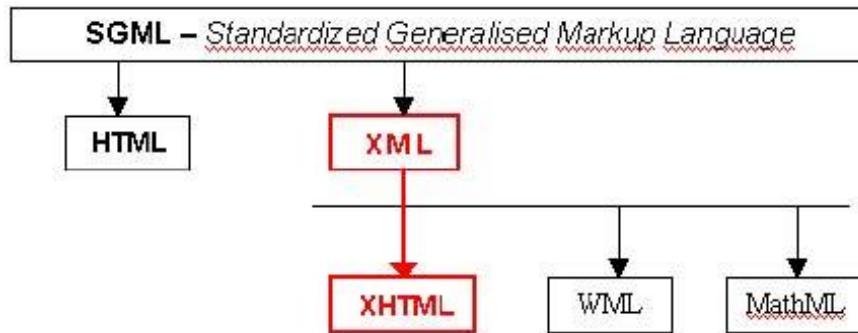 SGML – Standardized Generalised Markup Language
HTML XML
XHTML WML MathML